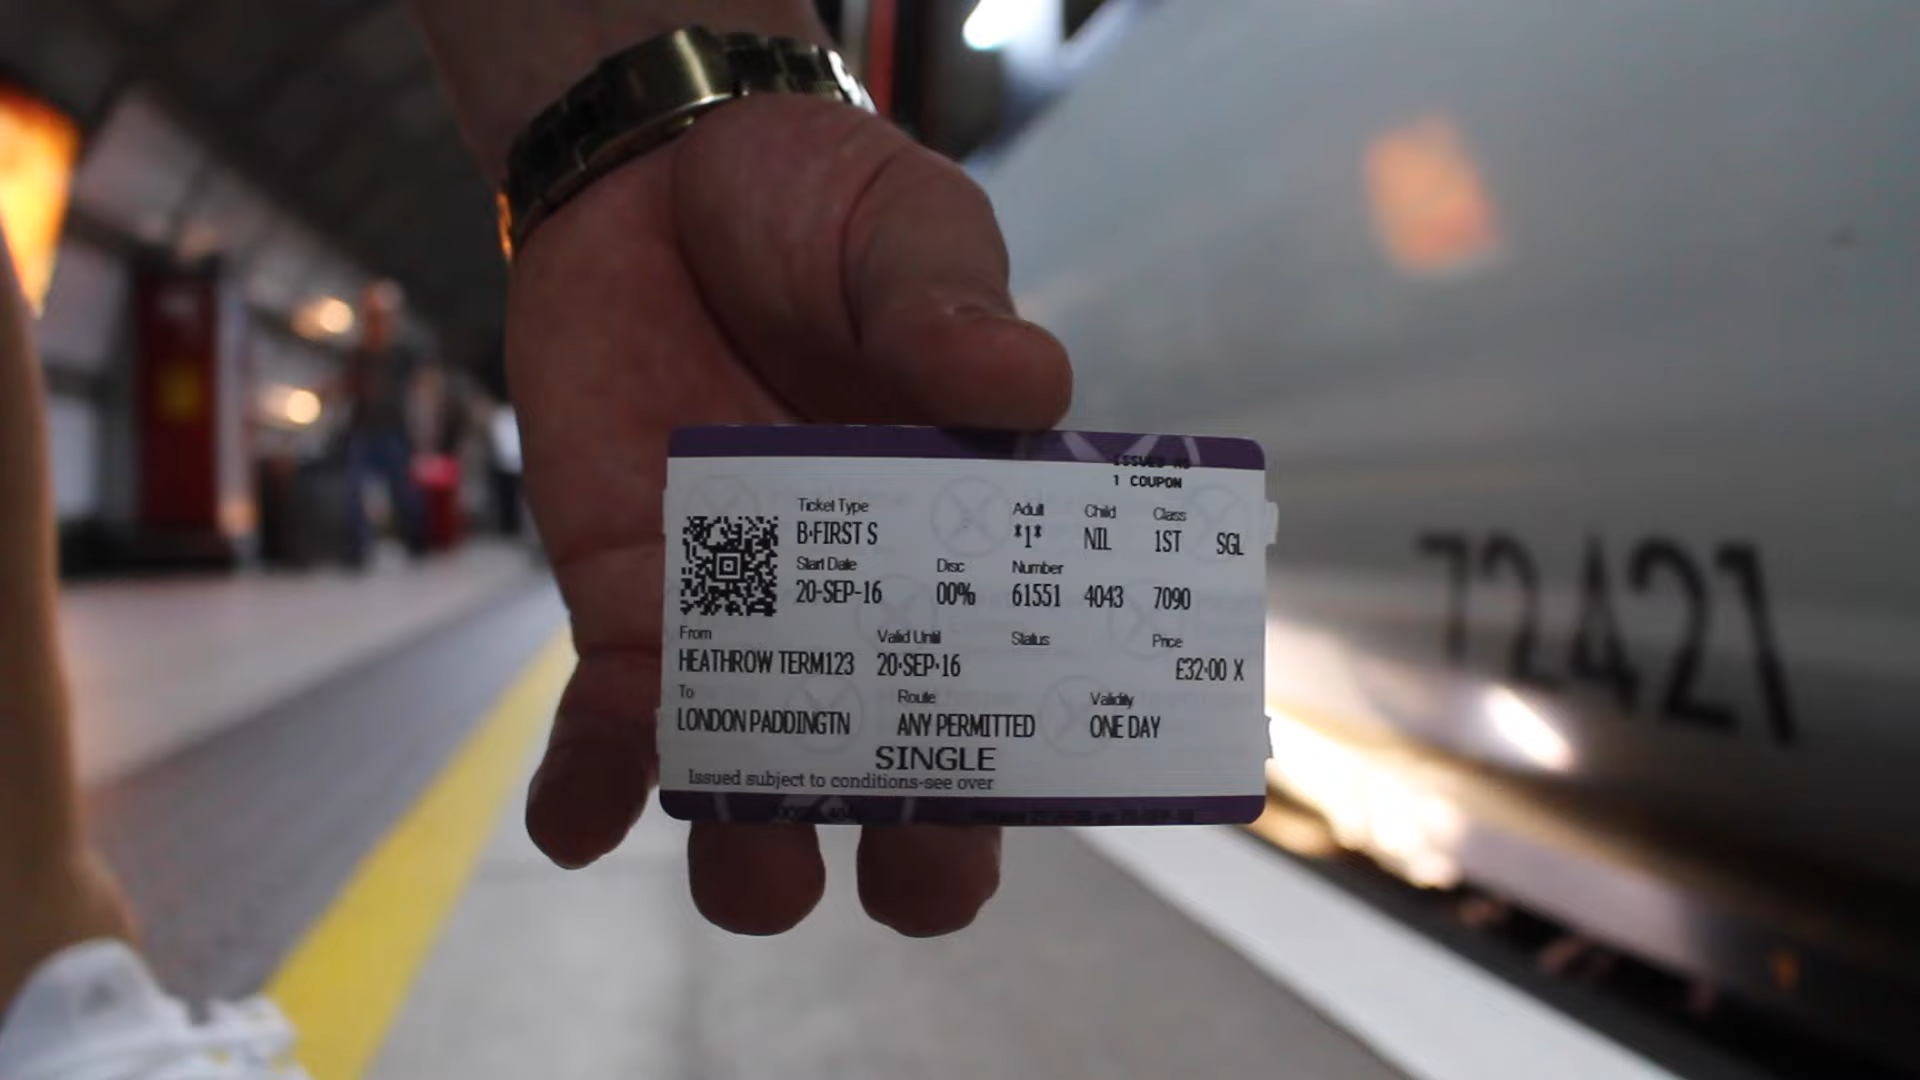 ISSUED AS
1 COUPON
Ticket Type Adult Child Class
B·FIRST S *1* NIL 1ST SGL
Start Date Disc Number
20-SEP-16 00% 61551 4043 7090
From Valid Until Status Price
HEATHROW TERM123 20·SEP·16 £32·00 X
To Route Validity
LONDON PADDINGTN ANY PERMITTED ONE DAY
SINGLE
Issued subject to conditions-see over
72421